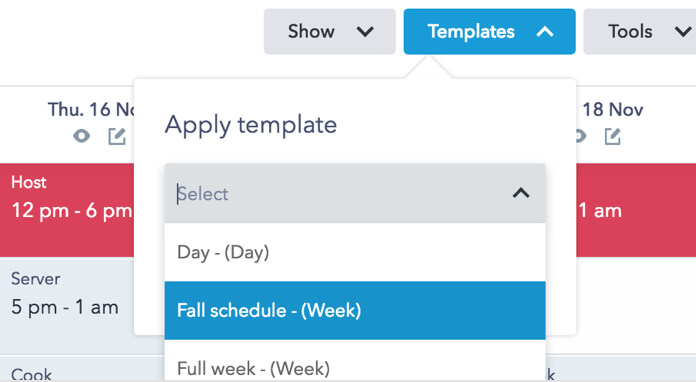 Show
Templates
Tools
Thu. 16 No
18 Nov
Apply template
Host
12 pm - 6 pm
1 am
Select
Server
5 pm - 1 am
Day - (Day)
Fall schedule - (Week)
Full week - (Week)
Cook